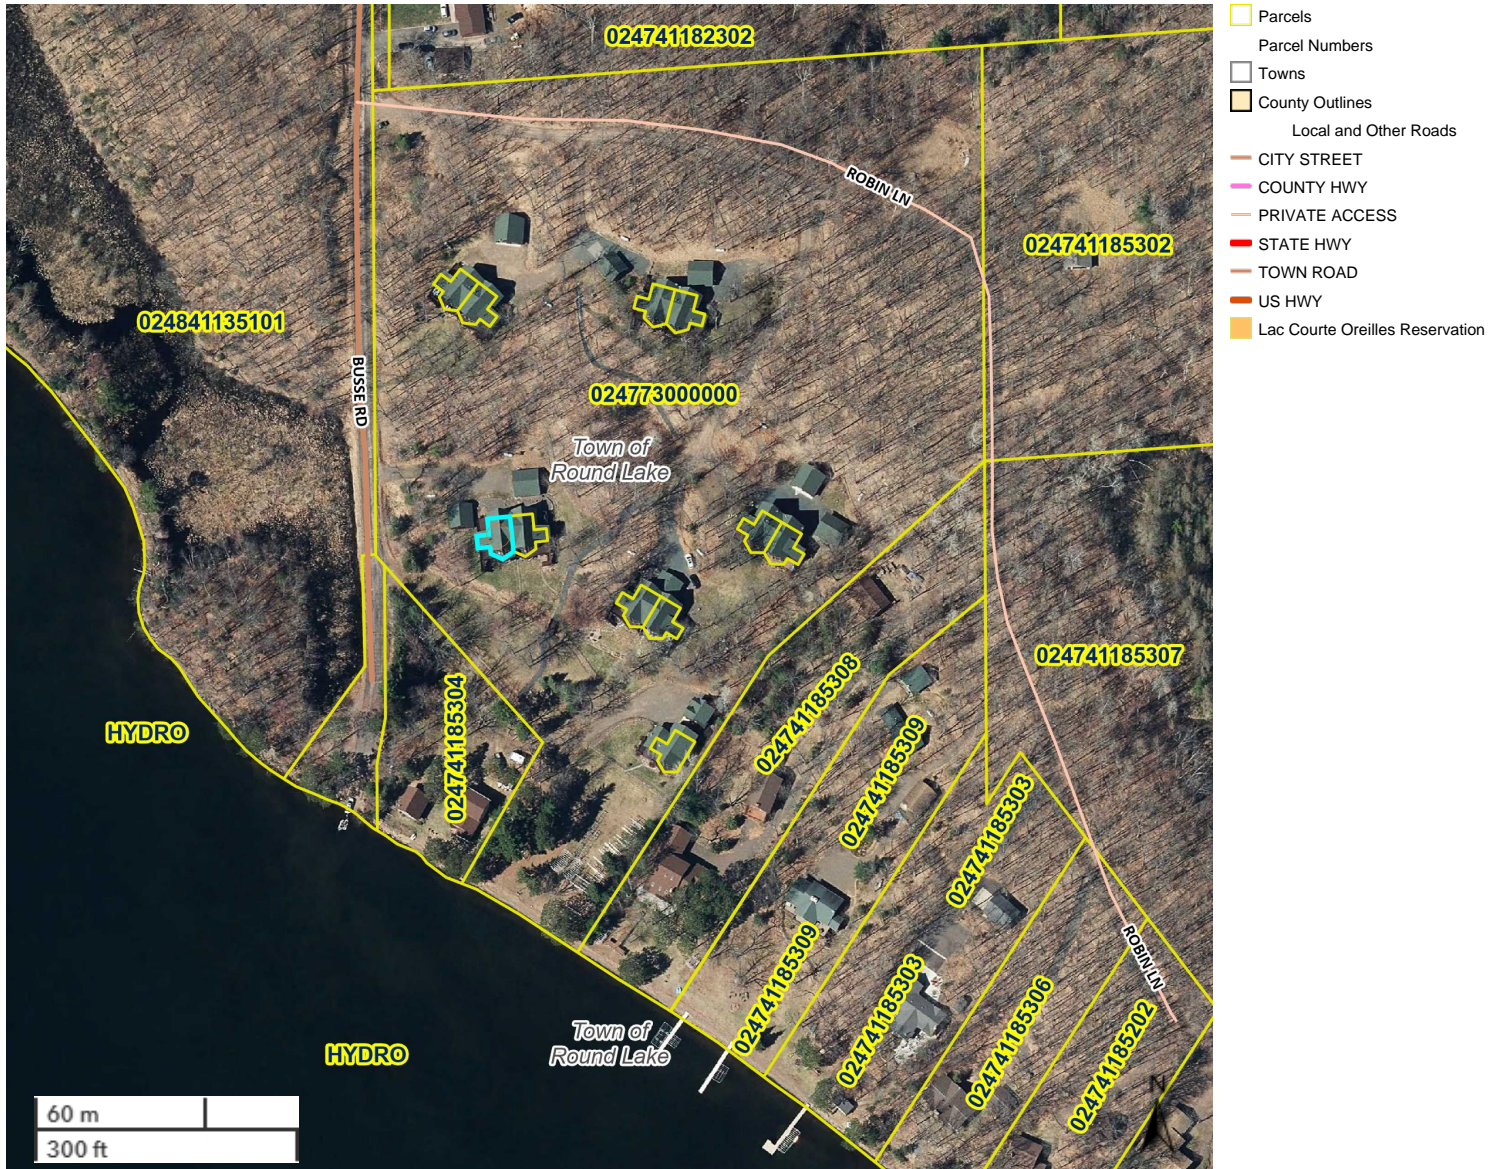 024741182302
ROBIN LN
024741185302
024841135101
BUSSE RD
024773000000
Town of
Round Lake
024741185307
024741185308
024741185304
024741185309
HYDRO
024741185303
024741185309
024741185303
ROBIN LN
024741185306
024741185202
Town of
Round Lake
HYDRO
N
60 m
300 ft
Parcels
Parcel Numbers
Towns
County Outlines
Local and Other Roads
CITY STREET
COUNTY HWY
PRIVATE ACCESS
STATE HWY
TOWN ROAD
US HWY
Lac Courte Oreilles Reservation